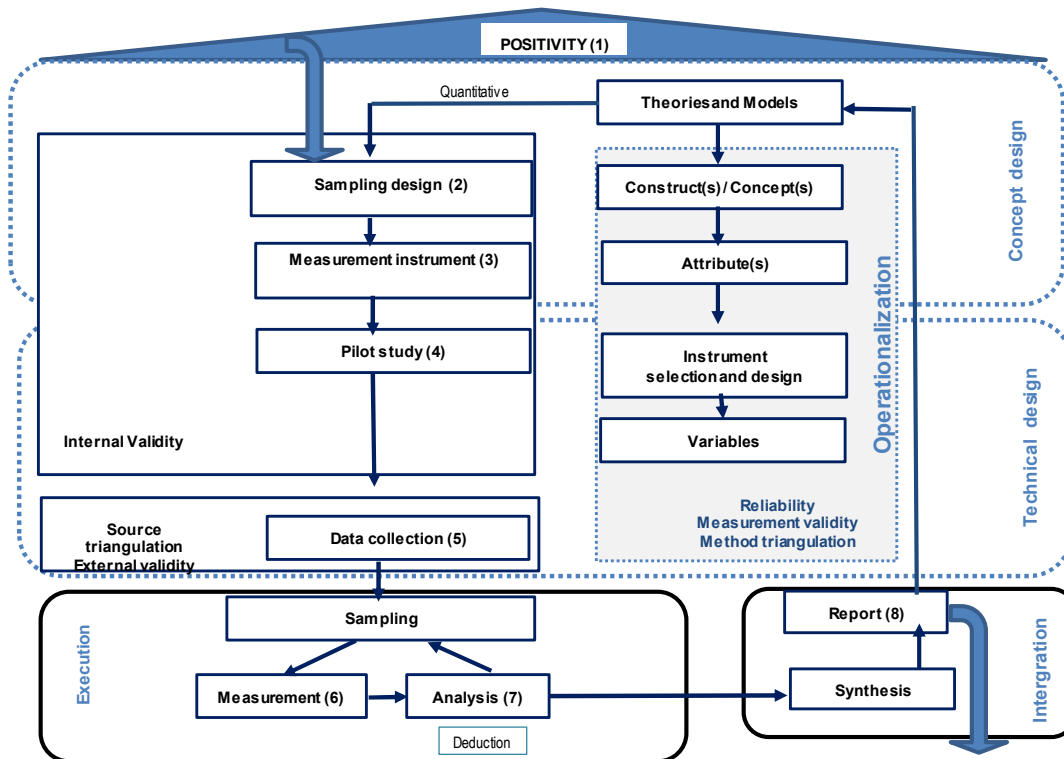 POSITIVITY (1)
Quantitative
Theories and Models
Sampling design (2)
Construct(s) / Concept(s)
Concept design
Measurement instrument (3)
Attribute(s)
Pilot study (4)
Instrument
selection and design
Operationalization
Internal Validity
Variables
Technical design
Reliability
Measurement validity
Method triangulation
Source
triangulation
External validity
Data collection (5)
Execution
Sampling
Report (8)
Measurement (6)
Analysis (7)
Synthesis
Intergration
Deduction